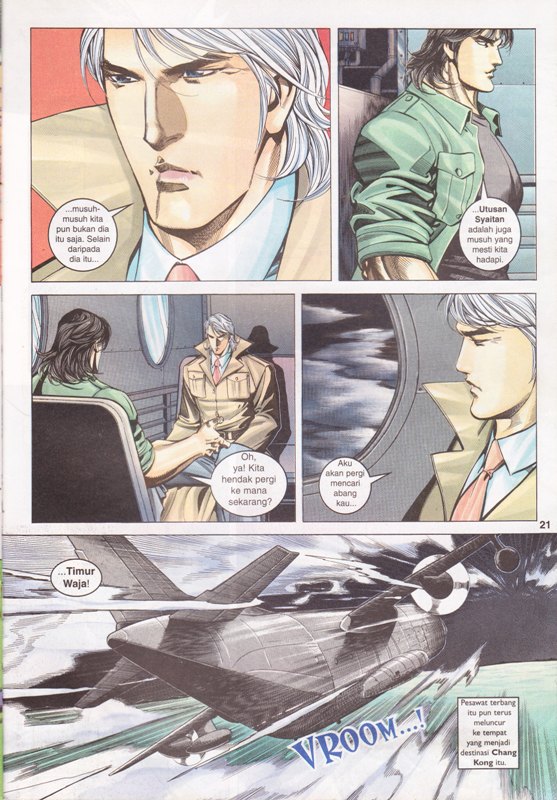 ...musuh-
musuh kita
pun bukan dia
itu saja. Selain
daripada
dia itu...
...Utusan
Syaitan
adalah juga
musuh yang
mesti kita
hadapi.
Oh,
ya! Kita
hendak pergi
ke mana
sekarang?
Aku
akan pergi
mencari
abang
kau...
21
...Timur
Waja!
VROOM...!
Pesawat terbang
itu pun terus
meluncur
ke tempat
yang menjadi
destinasi Chang
Kong itu.